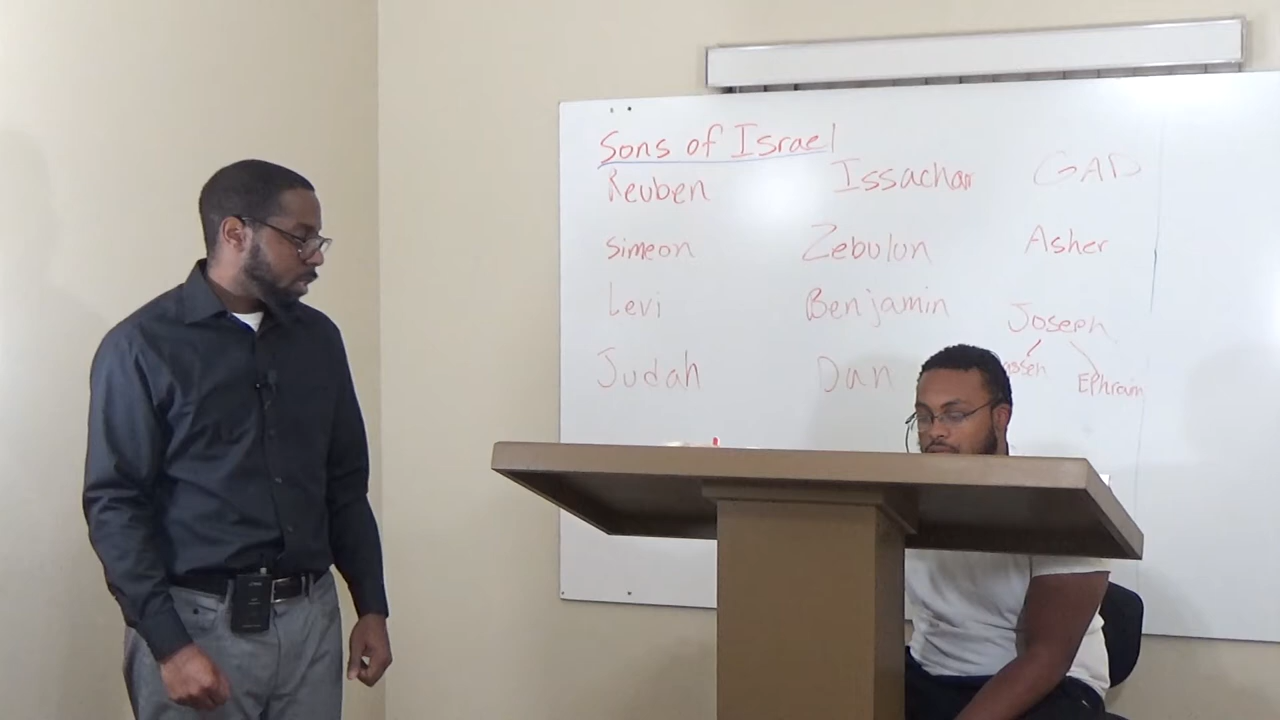 Sons of Israel
Reuben
Simeon
Levi
Judah
Issachar
Zebulon
Benjamin
Dan
GAD
Asher
Joseph
Ephraim